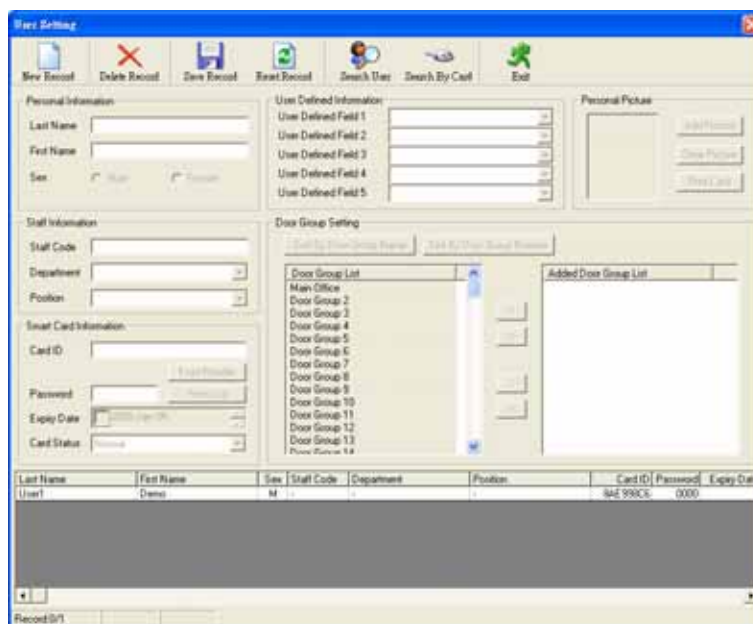 User Setting
New Record Delete Record Save Record Reset Record Search User Search By Card Exit
Personal Information
Last Name
First Name
Sex Male Female
User Defined Information
User Defined Field 1
User Defined Field 2
User Defined Field 3
User Defined Field 4
User Defined Field 5
Personal Picture
Staff Information
Staff Code
Department
Position
Smart Card Information
Card ID
Password
Expiry Date
Card Status Normal
Door Group Setting
Door Group List
Main Office
Door Group 2
Door Group 3
Door Group 4
Door Group 5
Door Group 6
Door Group 7
Door Group 8
Door Group 9
Door Group 10
Door Group 11
Door Group 12
Door Group 13
Door Group 14
Added Door Group List
Last Name First Name Sex Staff Code Department Position Card ID Password Expiry Dat
User1 Demo M - - - 8AE998C6 0000
Record:0/1